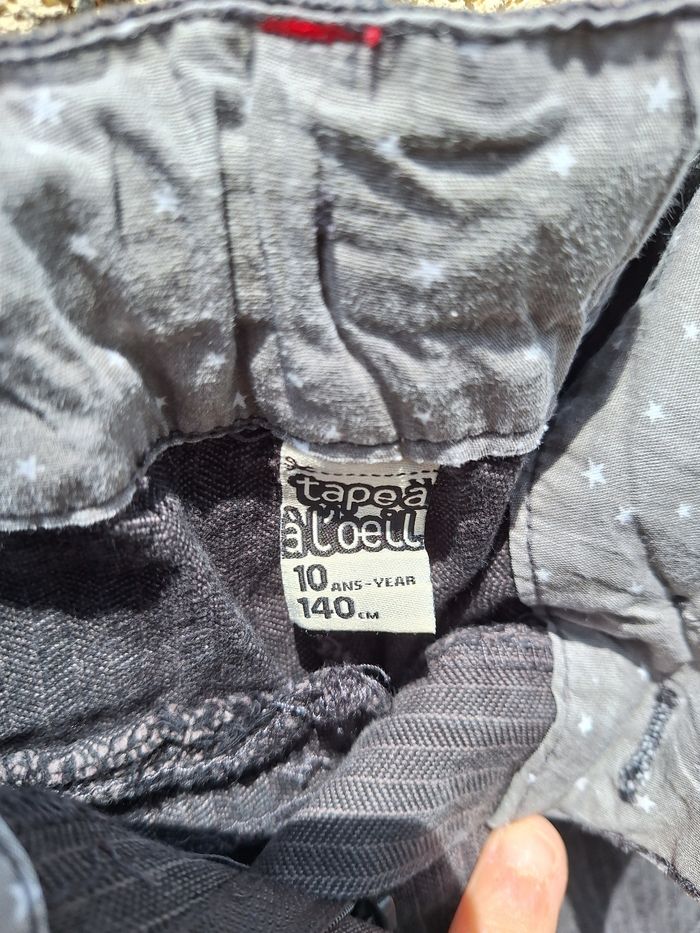 tape à
à l'oeil
10 ANS-YEAR
140 CM